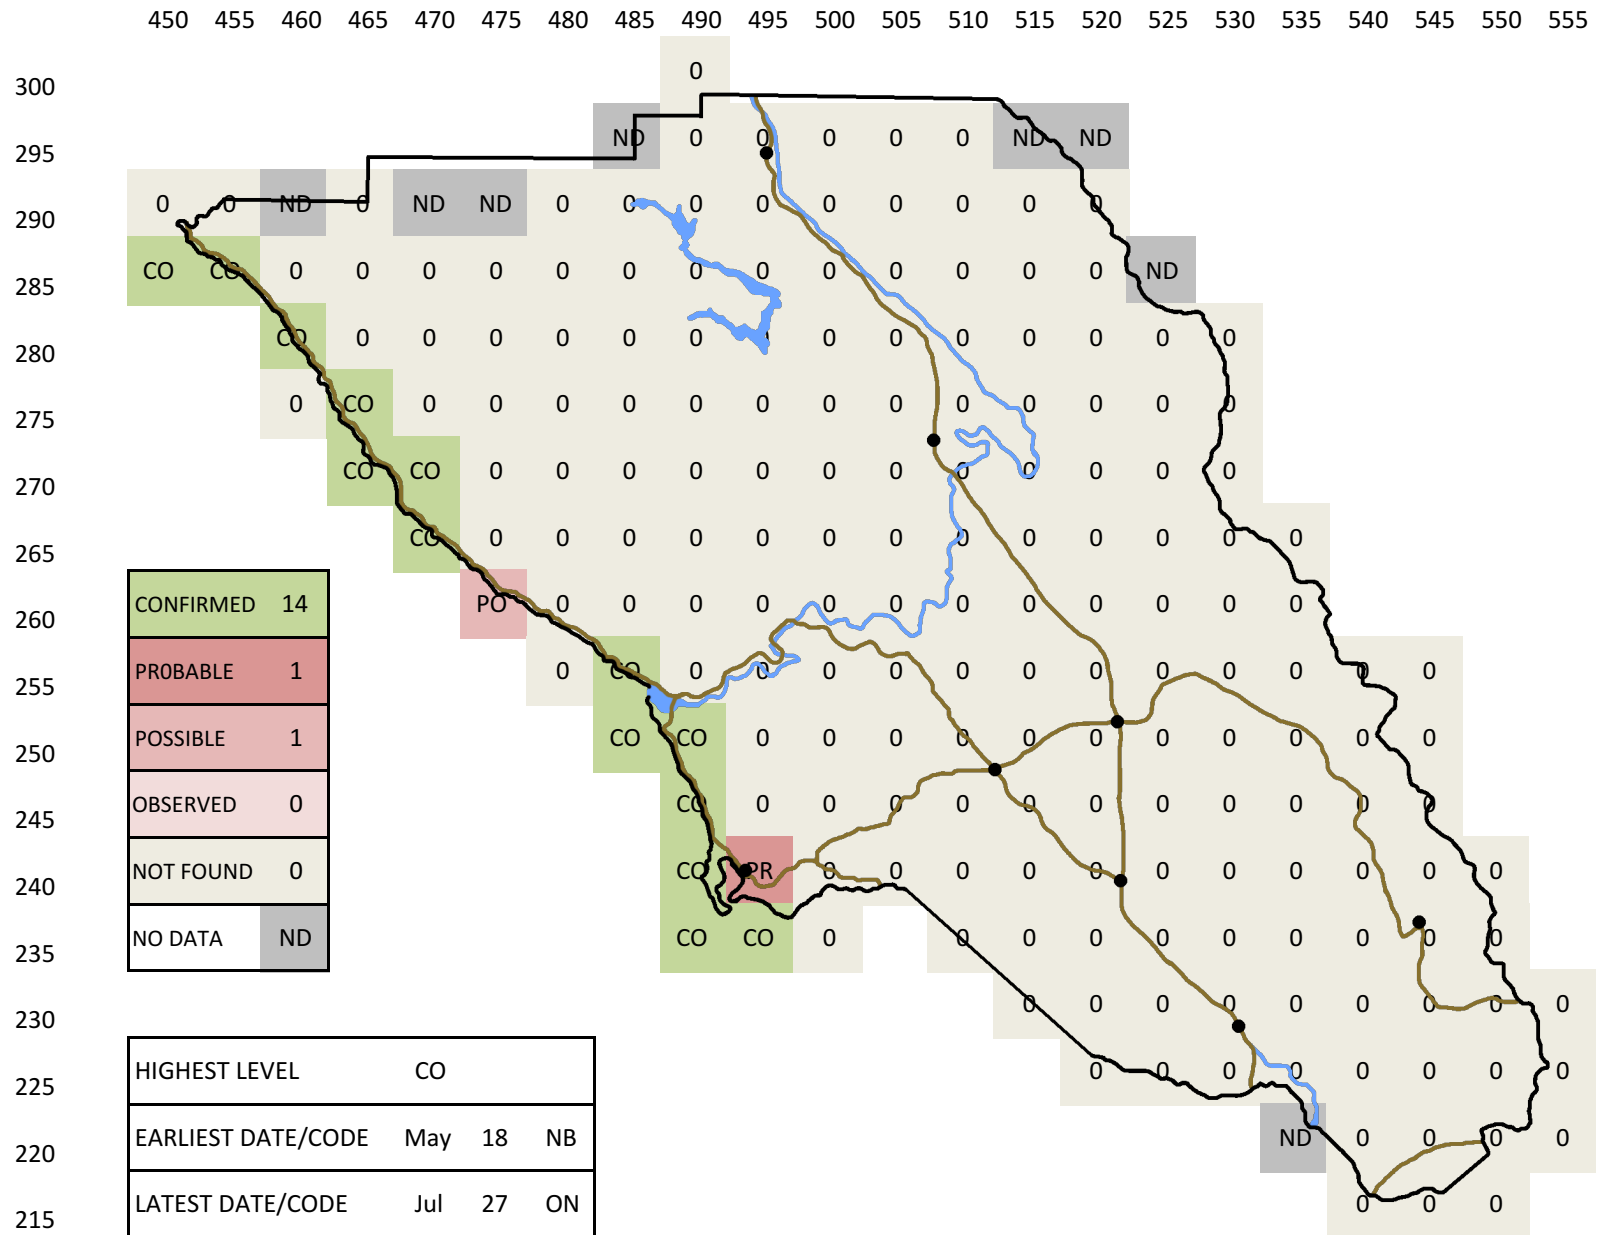 450 455 460 465 470 475 480 485 490 495 500 505 510 515 520 525 530 535 540 545 550 555
300 0
295 ND 0 0 0 0 0 ND ND
290 0 0 ND 0 ND ND 0 0 0 0 0 0 0 0 0
285 CO CO 0 0 0 0 0 0 0 0 0 0 0 0 0 ND
280 CO 0 0 0 0 0 0 0 0 0 0 0 0 0 0
275 0 CO 0 0 0 0 0 0 0 0 0 0 0 0 0
270 CO CO 0 0 0 0 0 0 0 0 0 0 0 0
265 CO 0 0 0 0 0 0 0 0 0 0 0 0 0
260 PO 0 0 0 0 0 0 0 0 0 0 0 0
255 0 CO 0 0 0 0 0 0 0 0 0 0 0 0
250 CO CO 0 0 0 0 0 0 0 0 0 0 0
245 CO 0 0 0 0 0 0 0 0 0 0 0
240 CO PR 0 0 0 0 0 0 0 0 0 0 0
235 CO CO 0 0 0 0 0 0 0 0 0 0
230 0 0 0 0 0 0 0 0 0
225 0 0 0 0 0 0 0 0
220 ND 0 0 0 0
215 0 0 0
CONFIRMED 14
PR0BABLE 1
POSSIBLE 1
OBSERVED 0
NOT FOUND 0
NO DATA ND
HIGHEST LEVEL CO
EARLIEST DATE/CODE May 18 NB
LATEST DATE/CODE Jul 27 ON